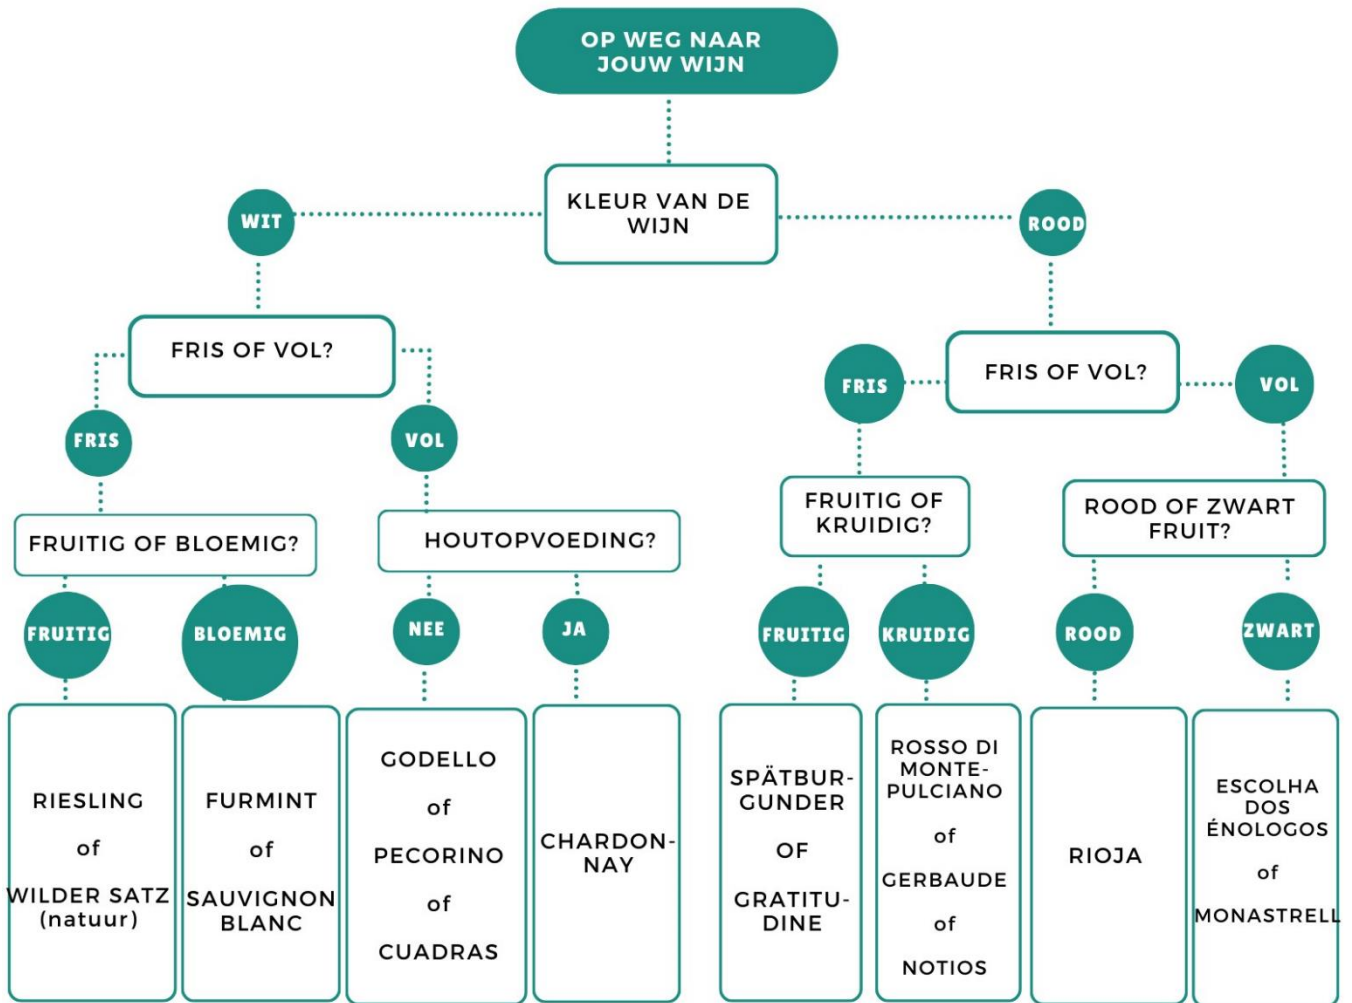 OP WEG NAAR
JOUW WIJN
KLEUR VAN DE
WIJN
WIT
ROOD
FRIS OF VOL?
FRIS OF VOL?
FRIS
VOL
FRIS
VOL
FRUITIG OF BLOEMIG?
HOUTOPVOEDING?
FRUITIG OF
KRUIDIG?
ROOD OF ZWART
FRUIT?
FRUITIG
BLOEMIG
NEE
JA
FRUITIG
KRUIDIG
ROOD
ZWART
RIESLING
of
WILDER SATZ
(natuur)
FURMINT
of
SAUVIGNON
BLANC
GODELLO
of
PECORINO
of
CUADRAS
CHARDON-
NAY
SPÄTBUR-
GUNDER
OF
GRATITU-
DINE
ROSSO DI
MONTE-
PULCIANO
of
GERBAUDE
of
NOTIOS
RIOJA
ESCOLHA
DOS
ÉNOLOGOS
of
MONASTRELL